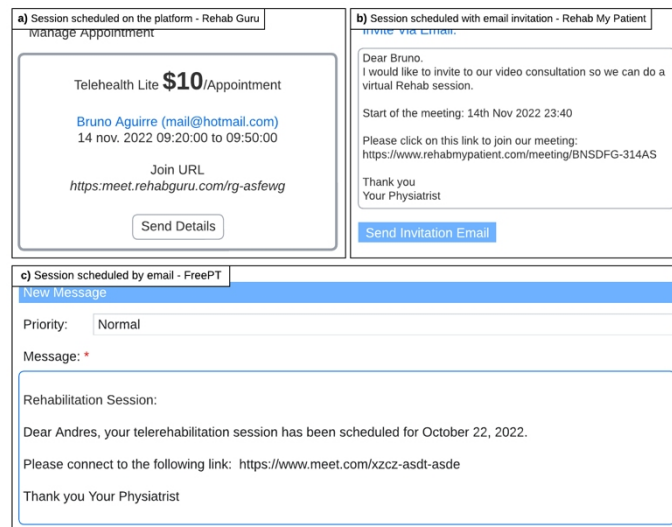 a) Session scheduled on the platform - Rehab Guru
Manage Appointment
Telehealth Lite $10/Appointment
Bruno Aguirre (mail@hotmail.com)
14 nov. 2022 09:20:00 to 09:50:00
Join URL
https:meet.rehabguru.com/rg-asfewg
Send Details
b) Session scheduled with email invitation - Rehab My Patient
Invite Via Email:
Dear Bruno.
I would like to invite to our video consultation so we can do a
virtual Rehab session.
Start of the meeting: 14th Nov 2022 23:40
Please click on this link to join our meeting:
https://www.rehabmypatient.com/meeting/BNSDFG-314AS
Thank you
Your Physiatrist
Send Invitation Email
c) Session scheduled by email - FreePT
New Message
Priority: Normal
Message: *
Rehabilitation Session:
Dear Andres, your telerehabilitation session has been scheduled for October 22, 2022.
Please connect to the following link: https://www.meet.com/xzcz-asdt-asde
Thank you Your Physiatrist